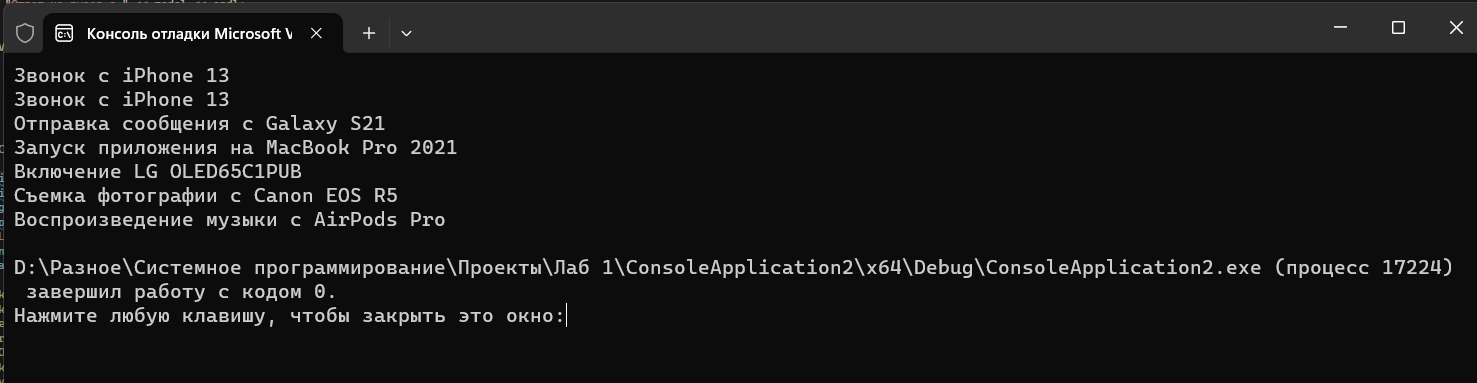 Консоль отладки Microsoft V
Звонок с iPhone 13
Звонок с iPhone 13
Отправка сообщения с Galaxy S21
Запуск приложения на MacBook Pro 2021
Включение LG OLED65C1PUB
Съемка фотографии с Canon EOS R5
Воспроизведение музыки с AirPods Pro
D:\Разное\Системное программирование\Проекты\Лаб 1\ConsoleApplication2\x64\Debug\ConsoleApplication2.exe (процесс 17224)
завершил работу с кодом 0.
Нажмите любую клавишу, чтобы закрыть это окно: